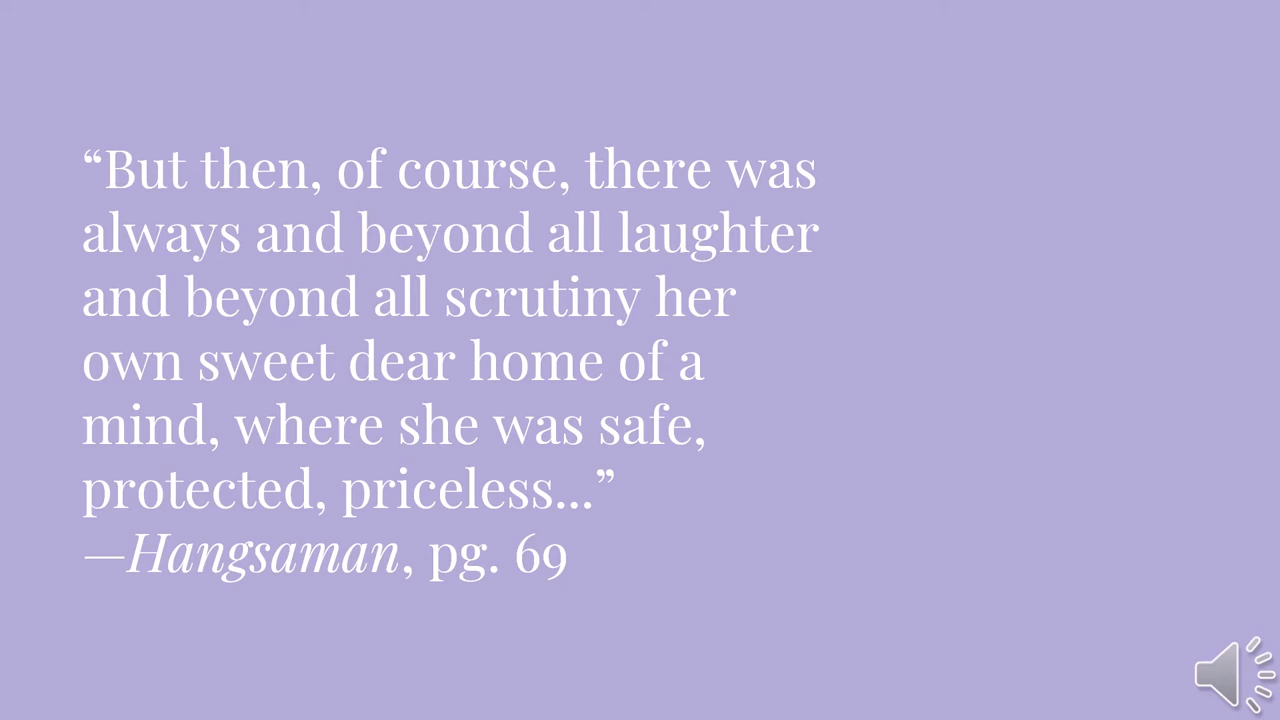 “But then, of course, there was
always and beyond all laughter
and beyond all scrutiny her
own sweet dear home of a
mind, where she was safe,
protected, priceless...”
—Hangsaman, pg. 69